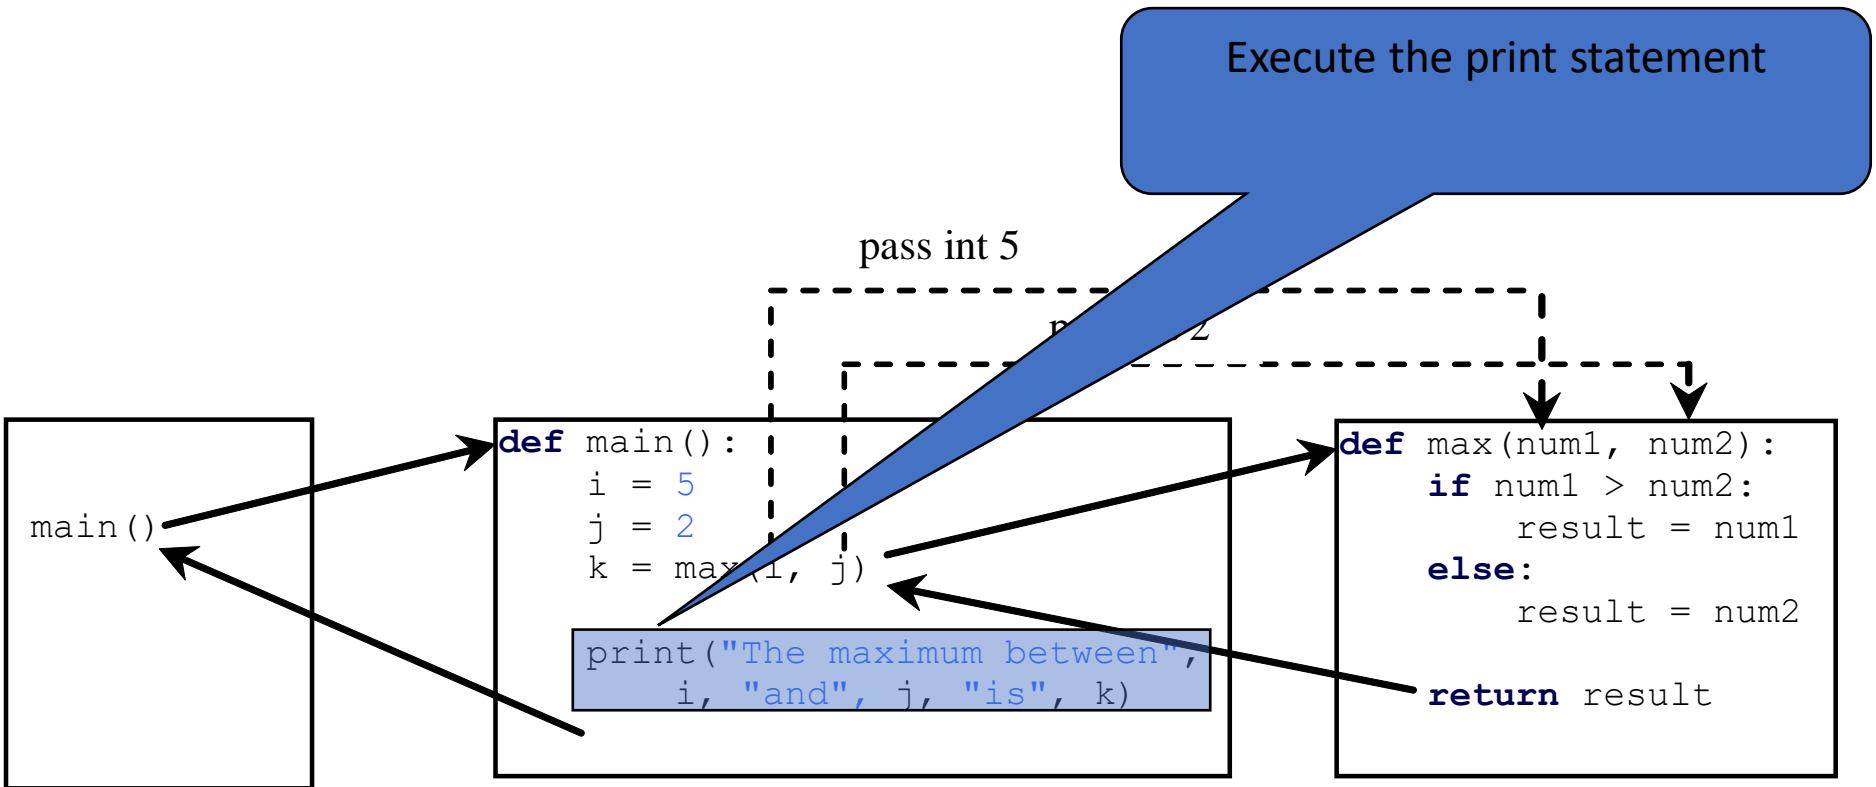 Execute the print statement
pass int 5
2
main()
def main():
    i = 5
    j = 2
    k = max(i, j)
    print("The maximum between",
        i, "and", j, "is", k)
def max(num1, num2):
    if num1 > num2:
        result = num1
    else:
        result = num2
    return result